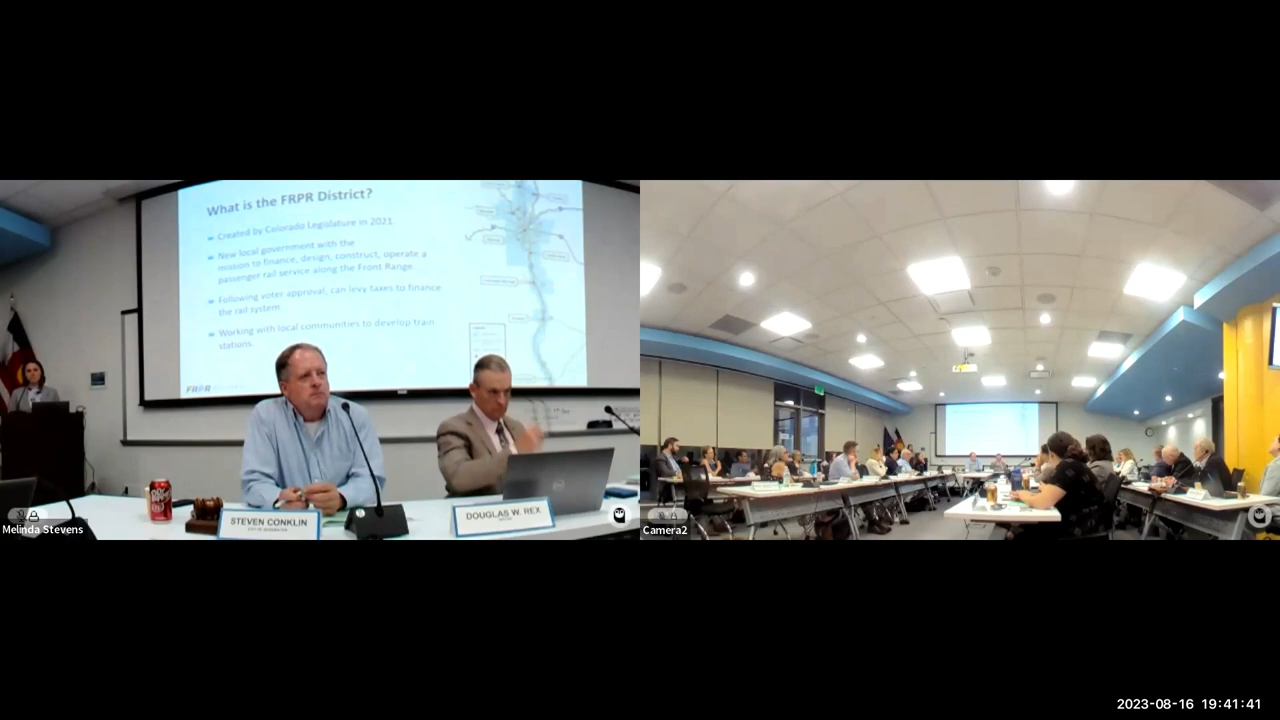 What is the FRPR District?
Created by Colorado Legislature in 2021
New local government with the
mission to finance, design, construct, operate a
passenger rail service along the Front Range
Following voter approval, can levy taxes to finance
the rail system
Working with local communities to develop train
stations.
FRPR
STEVEN CONKLIN
DOUGLAS W. REX
Melinda Stevens
Camera2
2023-08-16 19:41:41